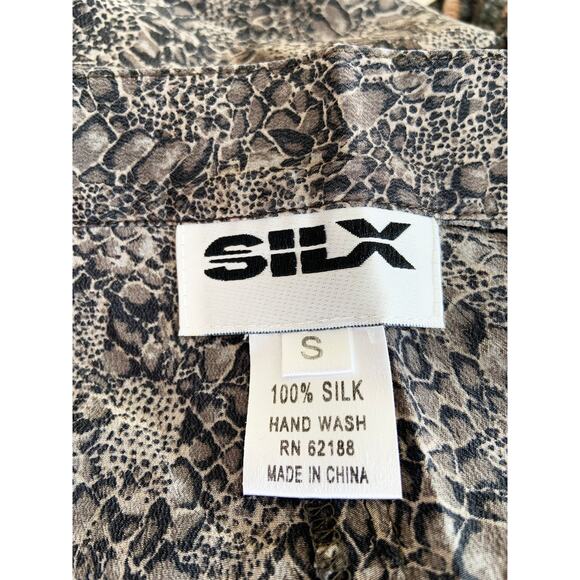 SILX
S
100% SILK
HAND WASH
RN 62188
MADE IN CHINA